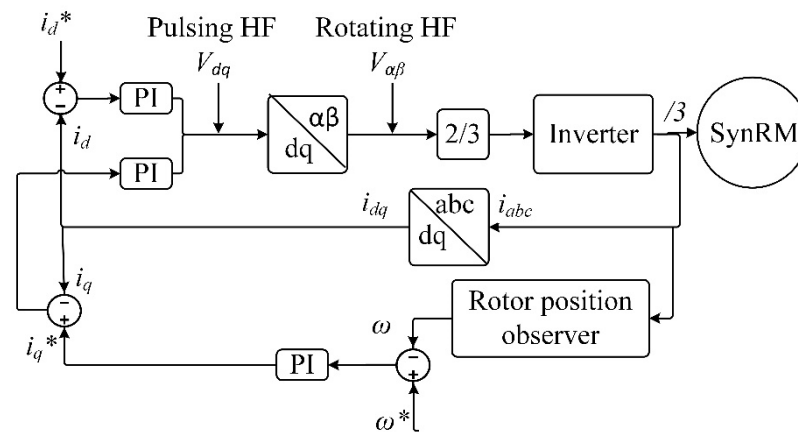 i_d*
Pulsing HF
V_dq
Rotating HF
V_αβ
+
−
PI
αβ
dq
2/3
Inverter
/3
SynRM
i_d
PI
i_dq
abc
dq
i_abc
i_q
−
+
i_q*
Rotor position
observer
ω
PI
−
+
ω*